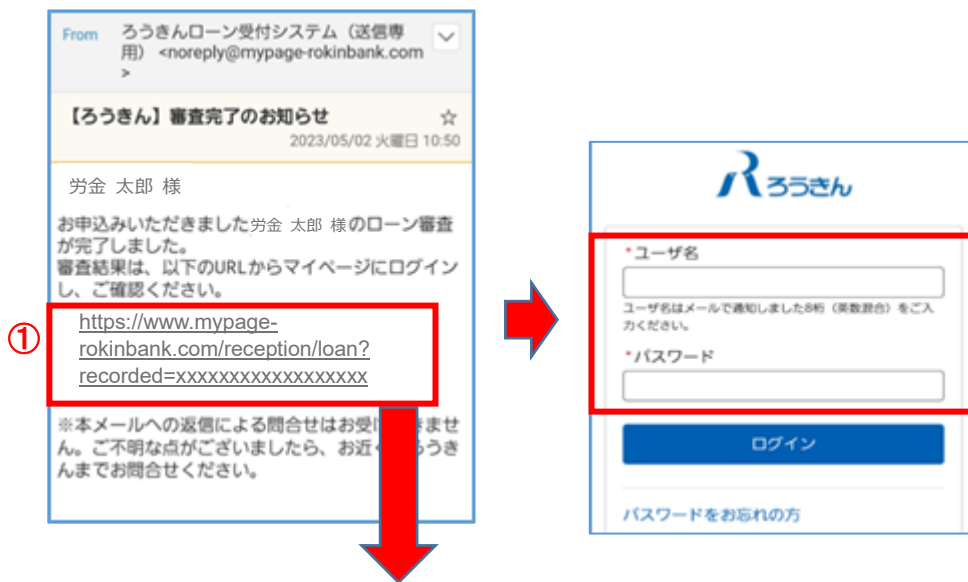 From ろうきんローン受付システム（送信専
用） <noreply@mypage-rokinbank.com
>
【ろうきん】審査完了のお知らせ ☆
2023/05/02 火曜日 10:50
労金 太郎 様
お申込みいただきました労金 太郎 様のローン審査
が完了しました。
審査結果は、以下のURLからマイページにログイン
し、ご確認ください。
①
https://www.mypage-
rokinbank.com/reception/loan?
recorded=xxxxxxxxxxxxxxxxxx
※本メールへの返信による問合せはお受け きませ
ん。ご不明な点がございましたら、お近く ろうき
んまでお問合せください。
ろうきん
*ユーザ名
ユーザ名はメールで通知しました8桁（英数混合）をご入
力ください。
*パスワード
ログイン
パスワードをお忘れの方